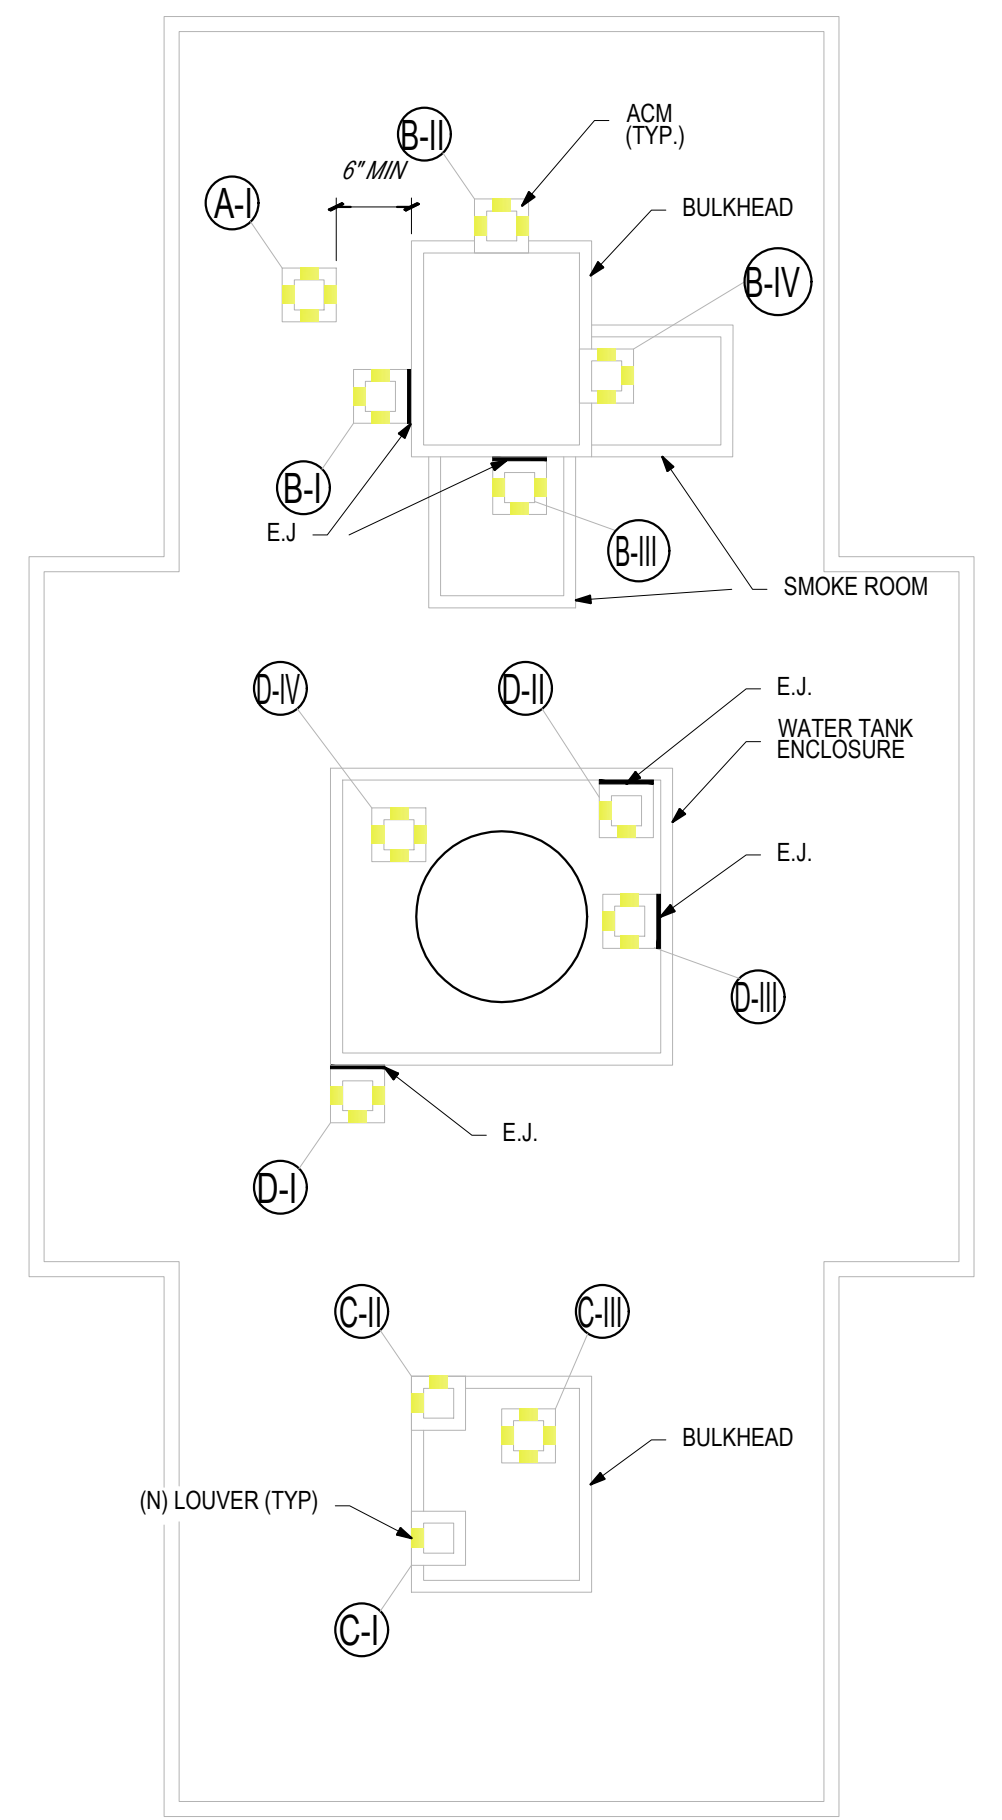 B-II
ACM
(TYP.)
6" MIN
A-I
BULKHEAD
B-IV
B-I
E.J
B-III
SMOKE ROOM
D-IV
D-II
E.J.
WATER TANK
ENCLOSURE
E.J.
D-III
E.J.
D-I
C-II
C-III
BULKHEAD
(N) LOUVER (TYP)
C-I